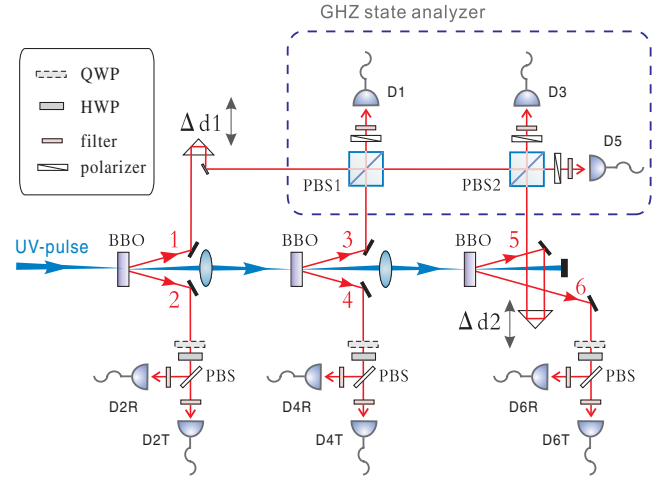 GHZ state analyzer
QWP
HWP
filter
polarizer
Δ d1
D1
D3
D5
PBS1
PBS2
UV-pulse
BBO
1
2
BBO
3
4
BBO
5
6
Δ d2
PBS
D2R
D2T
PBS
D4R
D4T
PBS
D6R
D6T